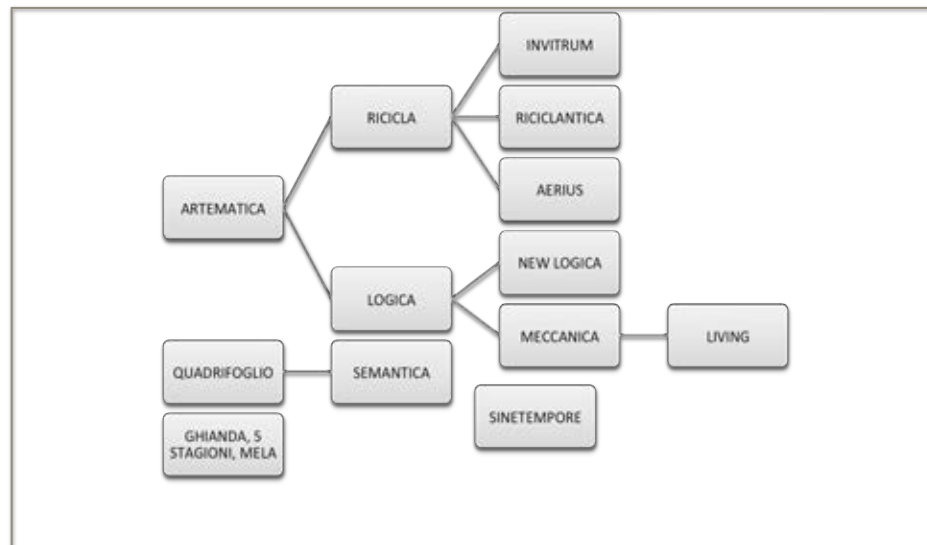 INVITRUM
RICICLA
RICICLANTICA
AERIUS
ARTEMATICA
NEW LOGICA
LOGICA
MECCANICA
LIVING
QUADRIFOGLIO
SEMANTICA
SINETEMPORE
GHIANDA, 5
STAGIONI, MELA